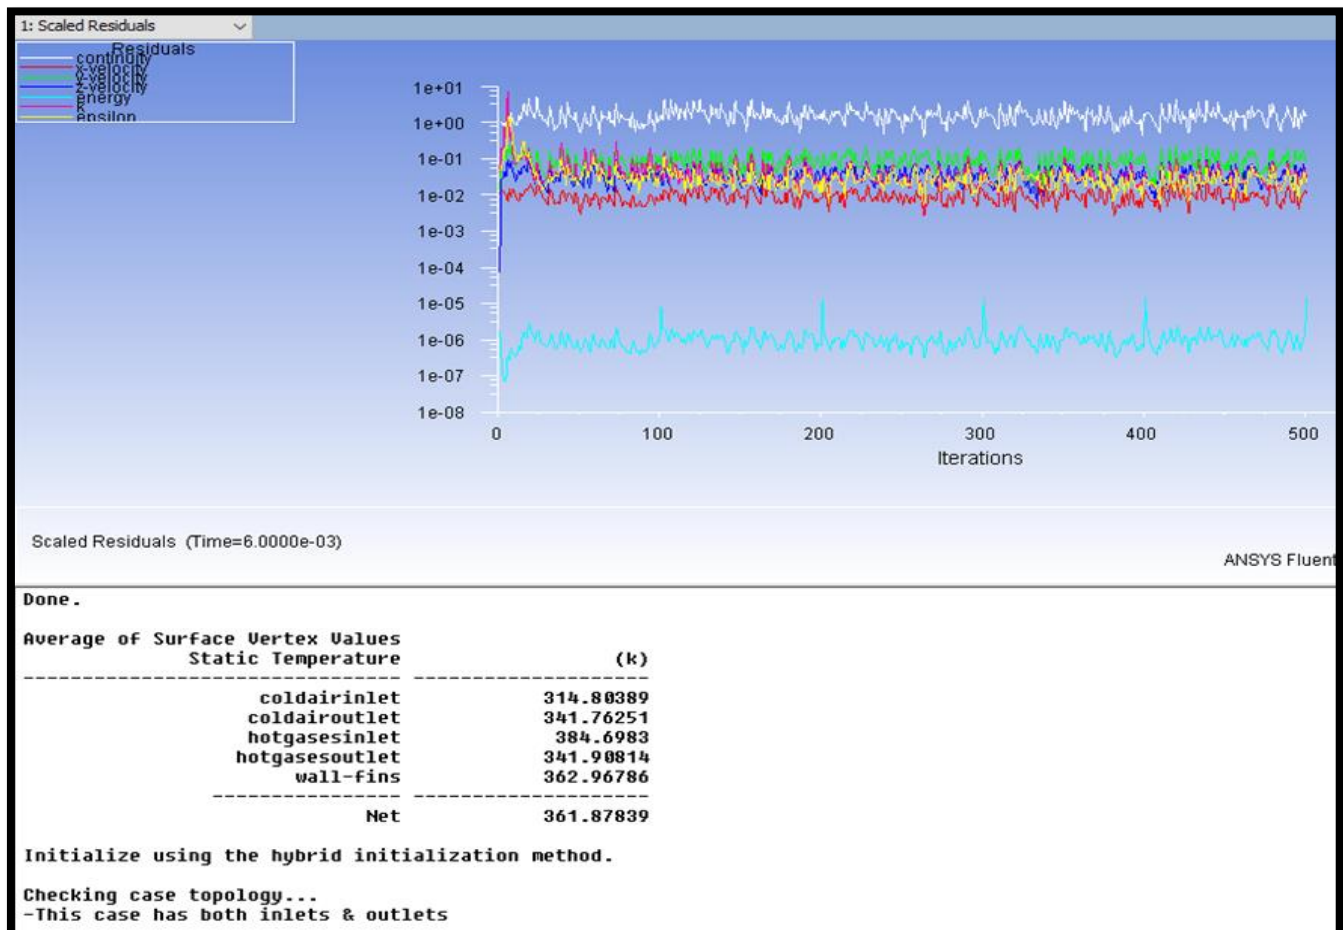 1: Scaled Residuals
Residuals
continuity
x-velocity
y-velocity
z-velocity
energy
k
epsilon
1e+01
1e+00
1e-01
1e-02
1e-03
1e-04
1e-05
1e-06
1e-07
1e-08
0 100 200 300 400 500
Iterations
Scaled Residuals (Time=6.0000e-03)
ANSYS Fluent
Done.
Average of Surface Vertex Values
Static Temperature (k)
-------------------------------- --------------------
coldairinlet 314.80389
coldairoutlet 341.76251
hotgasesinlet 384.6983
hotgasesoutlet 341.90814
wall-fins 362.96786
---------------- --------------------
Net 361.87839
Initialize using the hybrid initialization method.
Checking case topology...
-This case has both inlets & outlets